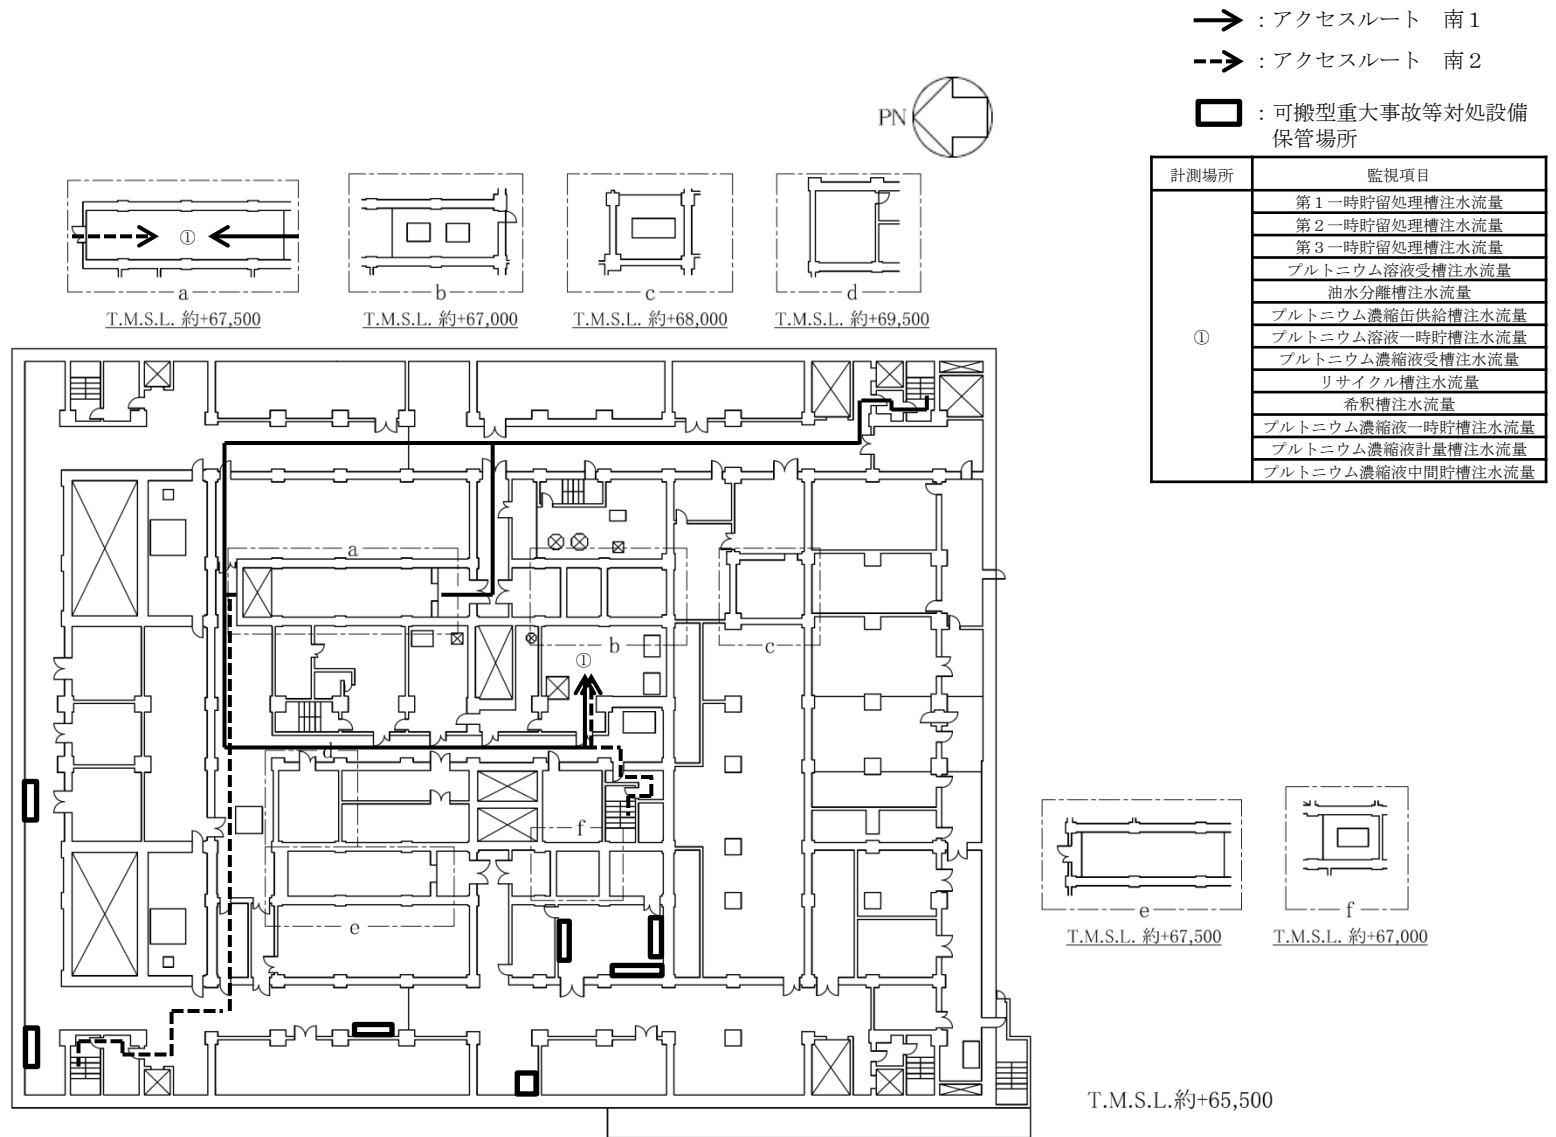 ：アクセスルート　南１
：アクセスルート　南２
：可搬型重大事故等対処設備
保管場所
PN
計測場所
監視項目
①
第１一時貯留処理槽注水流量
第２一時貯留処理槽注水流量
第３一時貯留処理槽注水流量
プルトニウム溶液受槽注水流量
油水分離槽注水流量
プルトニウム濃縮缶供給槽注水流量
プルトニウム溶液一時貯槽注水流量
プルトニウム濃縮液受槽注水流量
リサイクル槽注水流量
希釈槽注水流量
プルトニウム濃縮液一時貯槽注水流量
プルトニウム濃縮液計量槽注水流量
プルトニウム濃縮液中間貯槽注水流量
①
a
T.M.S.L. 約+67,500
b
T.M.S.L. 約+67,000
c
T.M.S.L. 約+68,000
d
T.M.S.L. 約+69,500
a
b
c
①
d
f
e
e
T.M.S.L. 約+67,500
f
T.M.S.L. 約+67,000
T.M.S.L.約+65,500